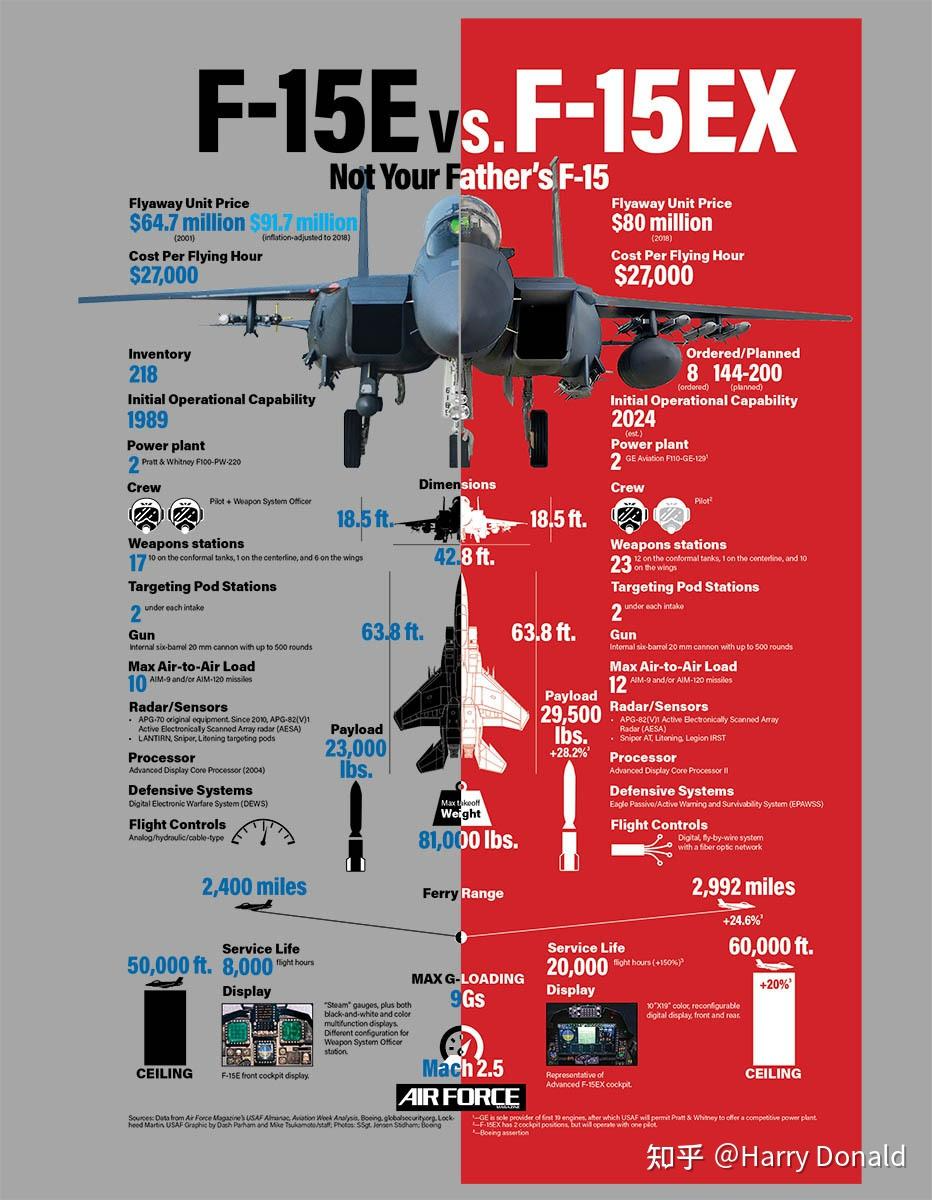 F-15E vs. F-15EX
Not Your Father's F-15
Flyaway Unit Price
$64.7 million $91.7 million
(2001) (inflation-adjusted to 2018)
Cost Per Flying Hour
$27,000
Flyaway Unit Price
$80 million
(2018)
Cost Per Flying Hour
$27,000
Inventory
218
Initial Operational Capability
1989
Power plant
2 Pratt & Whitney F100-PW-220
Crew
Pilot + Weapon System Officer
Weapons stations
17 10 on the conformal tanks, 1 on the centerline, and 6 on the wings
Targeting Pod Stations
2 under each intake
Gun
Internal six-barrel 20 mm cannon with up to 500 rounds
Max Air-to-Air Load
10 AIM-9 and/or AIM-120 missiles
Radar/Sensors
• APG-70 original equipment. Since 2010, APG-82(V)1
Active Electronically Scanned Array radar (AESA)
• LANTIRN, Sniper, Litening targeting pods
Processor
Advanced Display Core Processor (2004)
Defensive Systems
Digital Electronic Warfare System (DEWS)
Flight Controls
Analog/hydraulic/cable-type
Ordered/Planned
8 144-200
(ordered) (planned)
Initial Operational Capability
2024
(est.)
Power plant
2 GE Aviation F110-GE-129¹
Crew
Pilot²
Weapons stations
23 12 on the conformal tanks, 1 on the centerline, and 10
on the wings
Targeting Pod Stations
2 under each intake
Gun
Internal six-barrel 20 mm cannon with up to 500 rounds
Max Air-to-Air Load
12 AIM-9 and/or AIM-120 missiles
Radar/Sensors
• APG-82(V)1 Active Electronically Scanned Array
Radar (AESA)
• Sniper AT, Litening, Legion IRST
Processor
Advanced Display Core Processor II
Defensive Systems
Eagle Passive/Active Warning and Survivability System (EPAWSS)
Flight Controls
Digital, fly-by-wire system
with a fiber optic network
Dimensions
18.5 ft. 18.5 ft.
42.8 ft.
63.8 ft. 63.8 ft.
Payload
23,000
lbs.
Payload
29,500
lbs.
+28.2%³
Max takeoff
Weight
81,000 lbs.
2,400 miles
Ferry Range
2,992 miles
+24.6%³
50,000 ft.
CEILING
Service Life
8,000 flight hours
Display
"Steam" gauges, plus both
black-and-white and color
multifunction displays.
Different configuration for
Weapon System Officer
station.
F-15E front cockpit display.
MAX G-LOADING
9Gs
Mach 2.5
Service Life
20,000 flight hours (+150%)³
Display
10"X19" color, reconfigurable
digital display, front and rear.
Representative of
Advanced F-15EX cockpit.
60,000 ft.
+20%³
CEILING
AIR FORCE
MAGAZINE
Sources: Data from Air Force Magazine's USAF Almanac, Aviation Week Analysis, Boeing, globalsecurity.org, Lock-
heed Martin. USAF Graphic by Dash Parham and Mike Tsukamoto/staff; Photos: SSgt. Jensen Stidham; Boeing
¹—GE is sole provider of first 19 engines, after which USAF will permit Pratt & Whitney to offer a competitive power plant.
²—F-15EX has 2 cockpit positions, but will operate with one pilot.
³—Boeing assertion
知乎 @Harry Donald